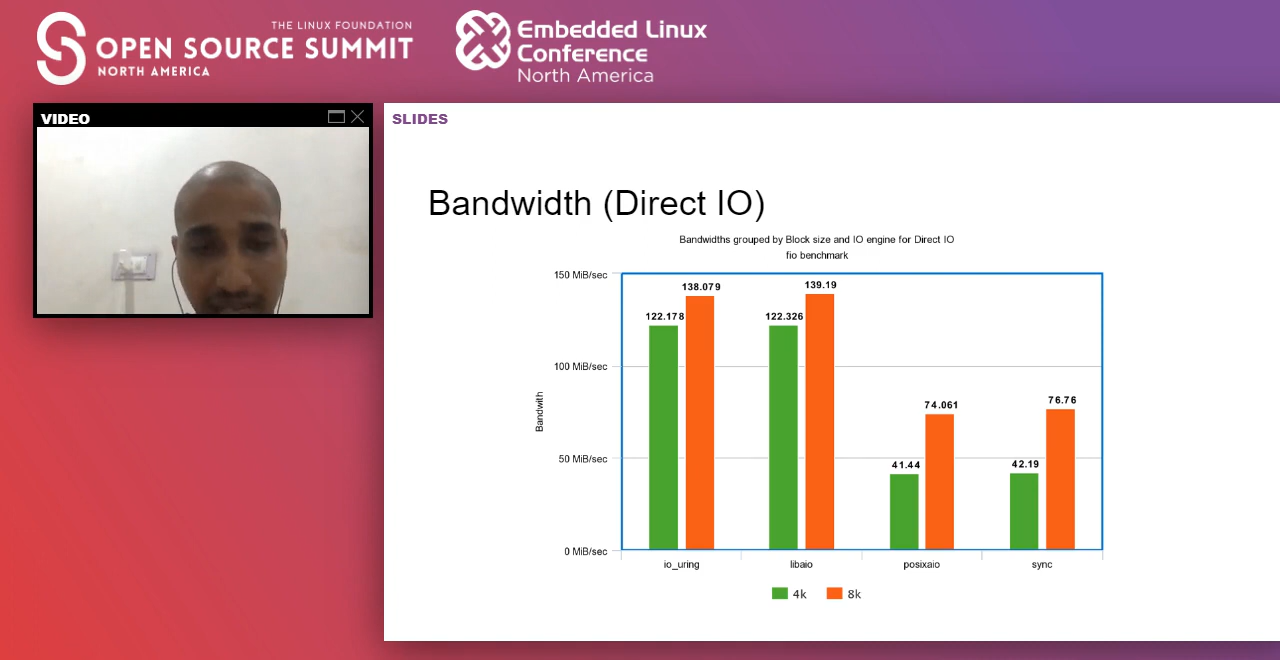 THE LINUX FOUNDATION
OPEN SOURCE SUMMIT
NORTH AMERICA
Embedded Linux
Conference
North America
VIDEO
SLIDES
Bandwidth (Direct IO)
Bandwidths grouped by Block size and IO engine for Direct IO
fio benchmark
150 MiB/sec
100 MiB/sec
50 MiB/sec
0 MiB/sec
Bandwith
122.178
138.079
122.326
139.19
41.44
74.061
42.19
76.76
io_uring
libaio
posixaio
sync
4k
8k